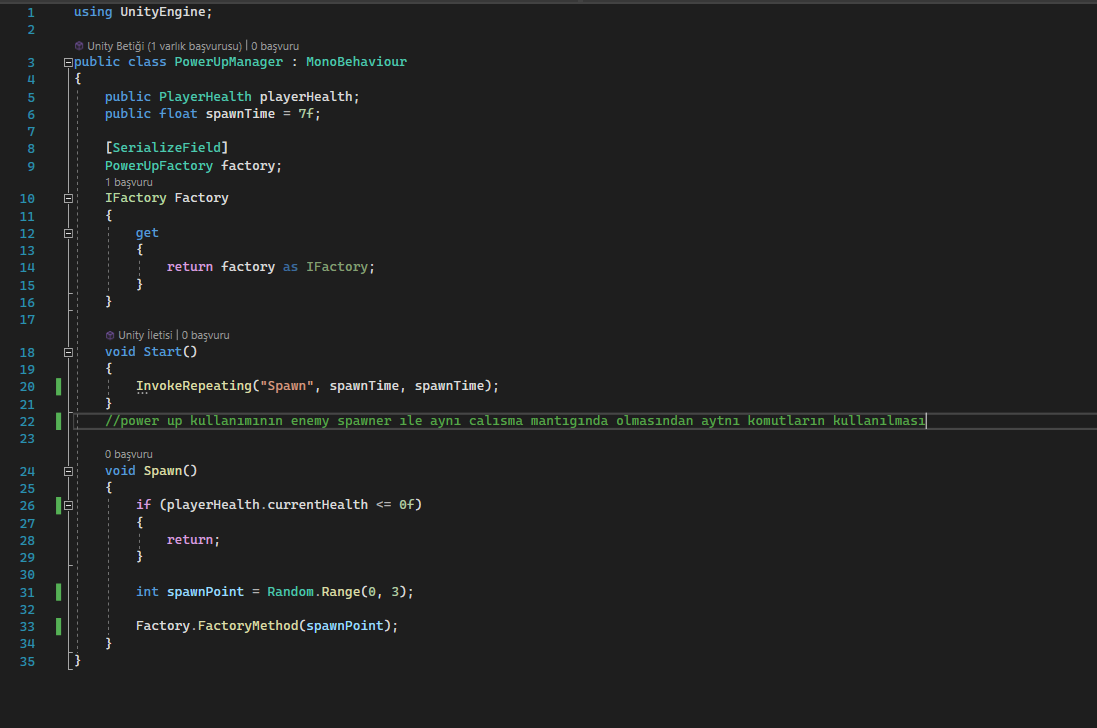 1 using UnityEngine;
2
Unity Betiği (1 varlık başvurusu) | 0 başvuru
3 public class PowerUpManager : MonoBehaviour
4 {
5 public PlayerHealth playerHealth;
6 public float spawnTime = 7f;
7
8 [SerializeField]
9 PowerUpFactory factory;
1 başvuru
10 IFactory Factory
11 {
12 get
13 {
14 return factory as IFactory;
15 }
16 }
17
Unity İletisi | 0 başvuru
18 void Start()
19 {
20 InvokeRepeating("Spawn", spawnTime, spawnTime);
21 }
22 //power up kullanımının enemy spawner ıle aynı calısma mantıgında olmasından aytnı komutların kullanılması
23
0 başvuru
24 void Spawn()
25 {
26 if (playerHealth.currentHealth <= 0f)
27 {
28 return;
29 }
30
31 int spawnPoint = Random.Range(0, 3);
32
33 Factory.FactoryMethod(spawnPoint);
34 }
35 }